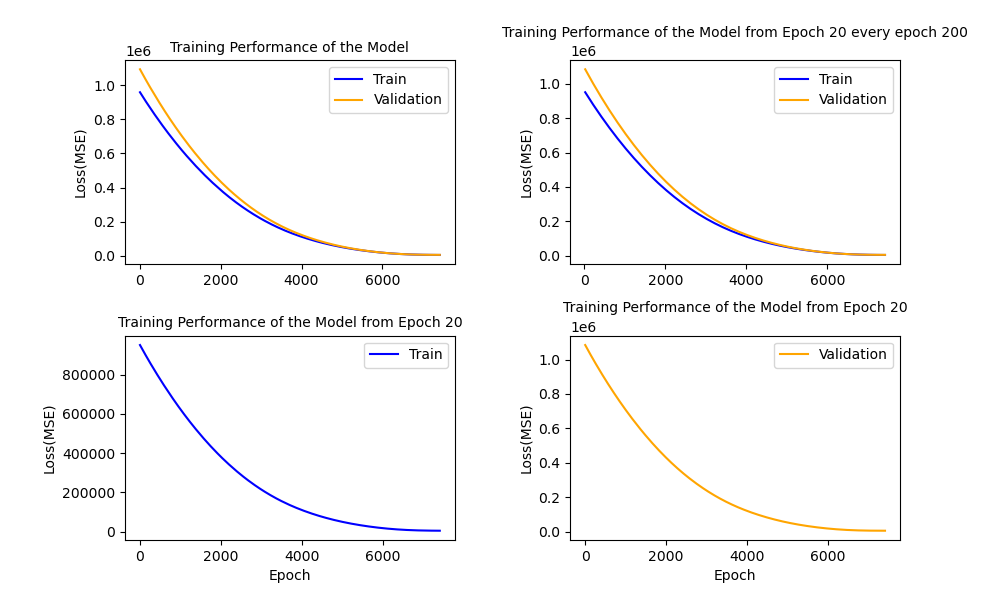 Training Performance of the Model
1e6
Loss(MSE)
1.0
0.8
0.6
0.4
0.2
0.0
0 2000 4000 6000
Train
Validation
Training Performance of the Model from Epoch 20 every epoch 200
1e6
Loss(MSE)
1.0
0.8
0.6
0.4
0.2
0.0
0 2000 4000 6000
Train
Validation
Training Performance of the Model from Epoch 20
Loss(MSE)
800000
600000
400000
200000
0
0 2000 4000 6000
Epoch
Train
Training Performance of the Model from Epoch 20
1e6
Loss(MSE)
1.0
0.8
0.6
0.4
0.2
0.0
0 2000 4000 6000
Epoch
Validation